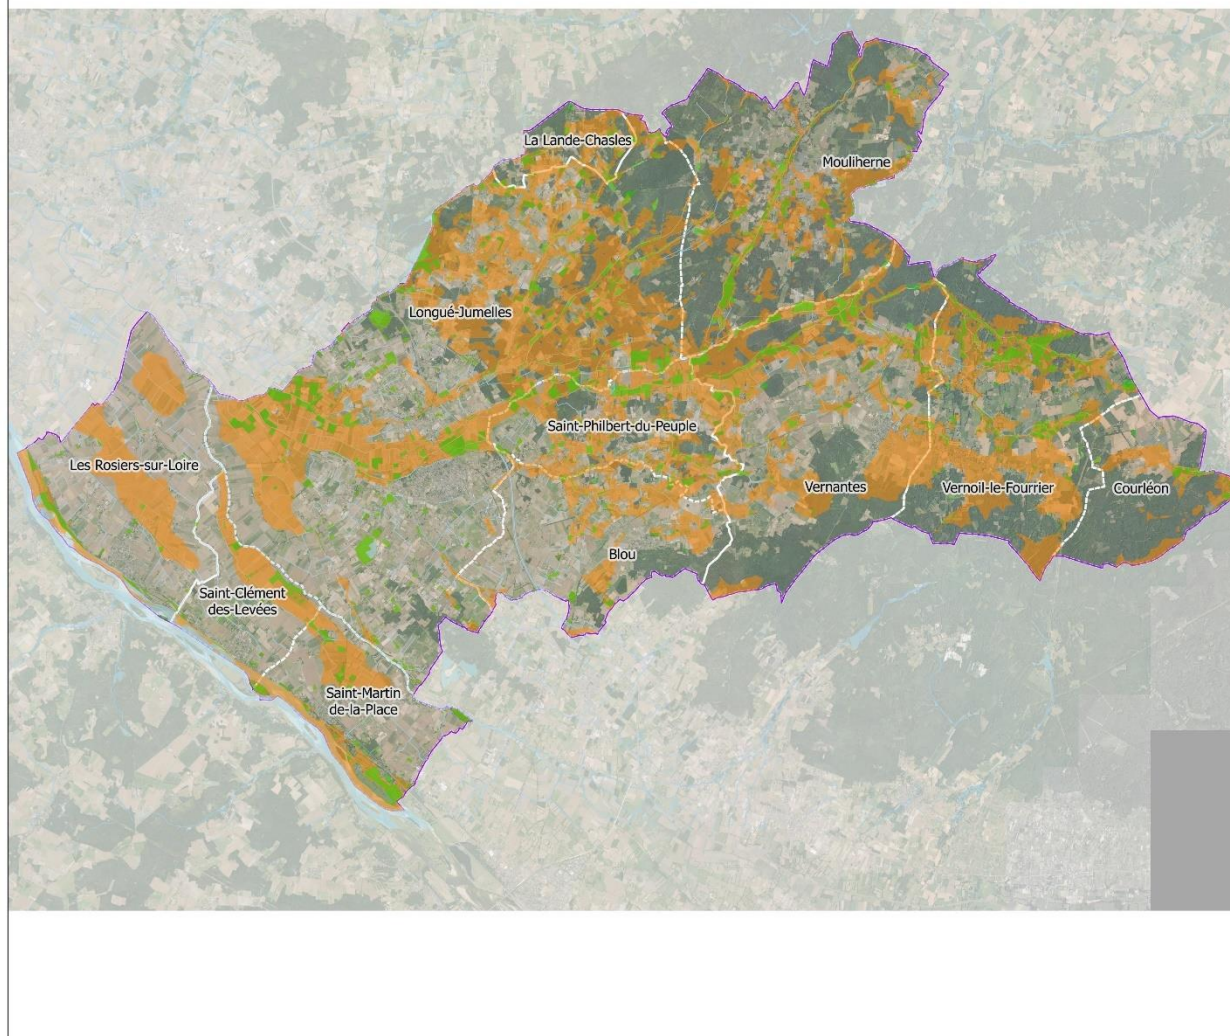 La Lande-Chasles
Mouliherne
Longué-Jumelles
Saint-Philbert-du-Peuple
Les Rosiers-sur-Loire
Vernantes
Vernoil-le-Fourrier
Courléon
Blou
Saint-Clément
des-Levées
Saint-Martin
de-la-Place